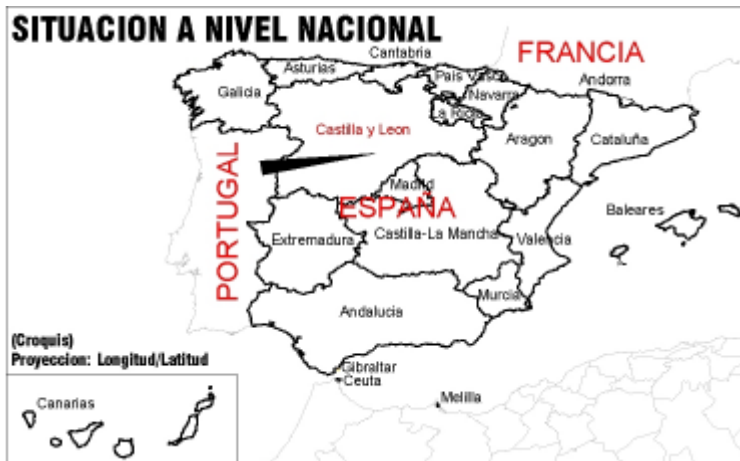 SITUACION A NIVEL NACIONAL
FRANCIA
Cantabria
Asturias
País Vasco
Andorra
Galicia
Navarra
La Rioja
Castilla y Leon
Aragon
Cataluña
PORTUGAL
Madrid
ESPAÑA
Baleares
Extremadura
Castilla-La Mancha
Valencia
Murcia
Andalucia
(Croquis)
Proyeccion: Longitud/Latitud
Gibraltar
Ceuta
Melilla
Canarias